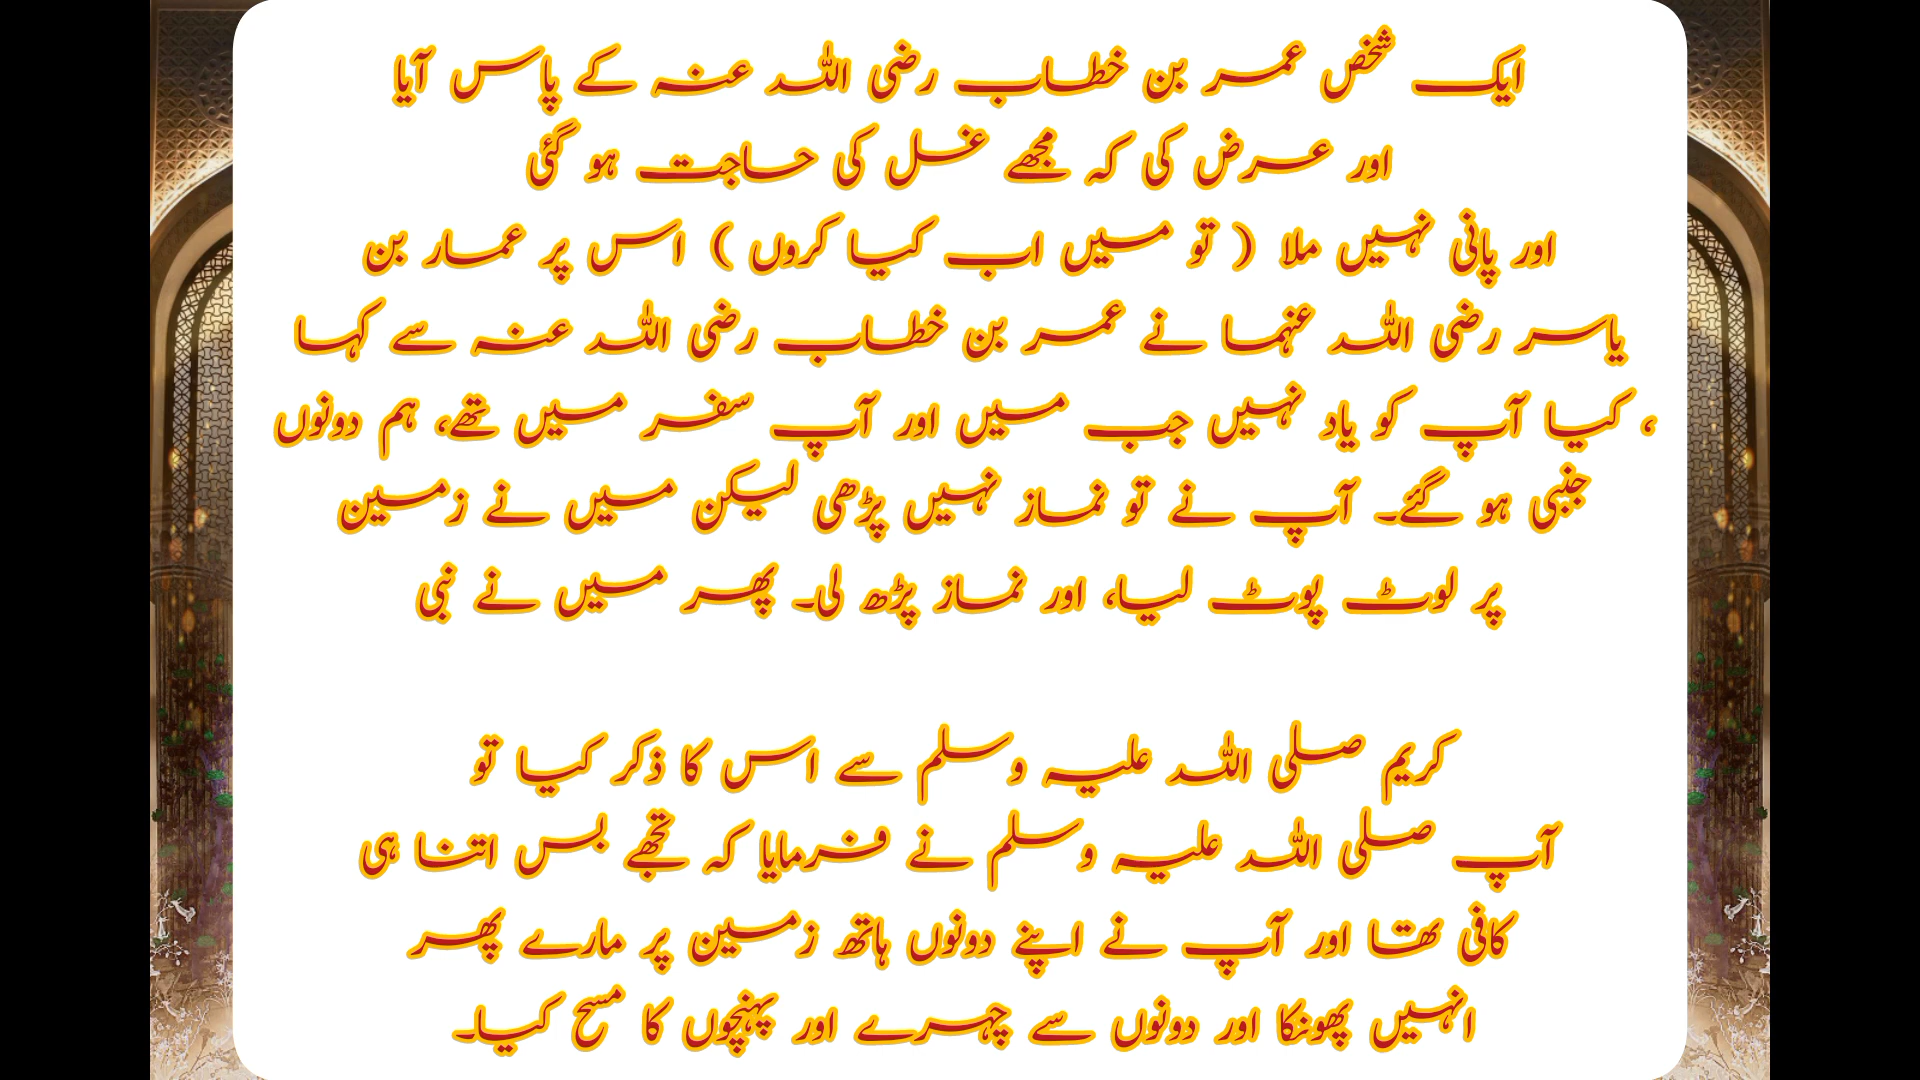 ایک شخص عمر بن خطاب رضی اللہ عنہ کے پاس آیا
اور عرض کی کہ مجھے غسل کی حاجت ہو گئی
اور پانی نہیں ملا ( تو میں اب کیا کروں ) اس پر عمار بن
یاسر رضی اللہ عنہما نے عمر بن خطاب رضی اللہ عنہ سے کہا
، کیا آپ کو یاد نہیں جب میں اور آپ سفر میں تھے، ہم دونوں
جنبی ہو گئے۔ آپ نے تو نماز نہیں پڑھی لیکن میں نے زمین
پر لوٹ پوٹ لیا، اور نماز پڑھ لی۔ پھر میں نے نبی
کریم صلی اللہ علیہ وسلم سے اس کا ذکر کیا تو
آپ صلی اللہ علیہ وسلم نے فرمایا کہ تجھے بس اتنا ہی
کافی تھا اور آپ نے اپنے دونوں ہاتھ زمین پر مارے پھر
انہیں پھونکا اور دونوں سے چہرے اور پہنچوں کا مسح کیا۔